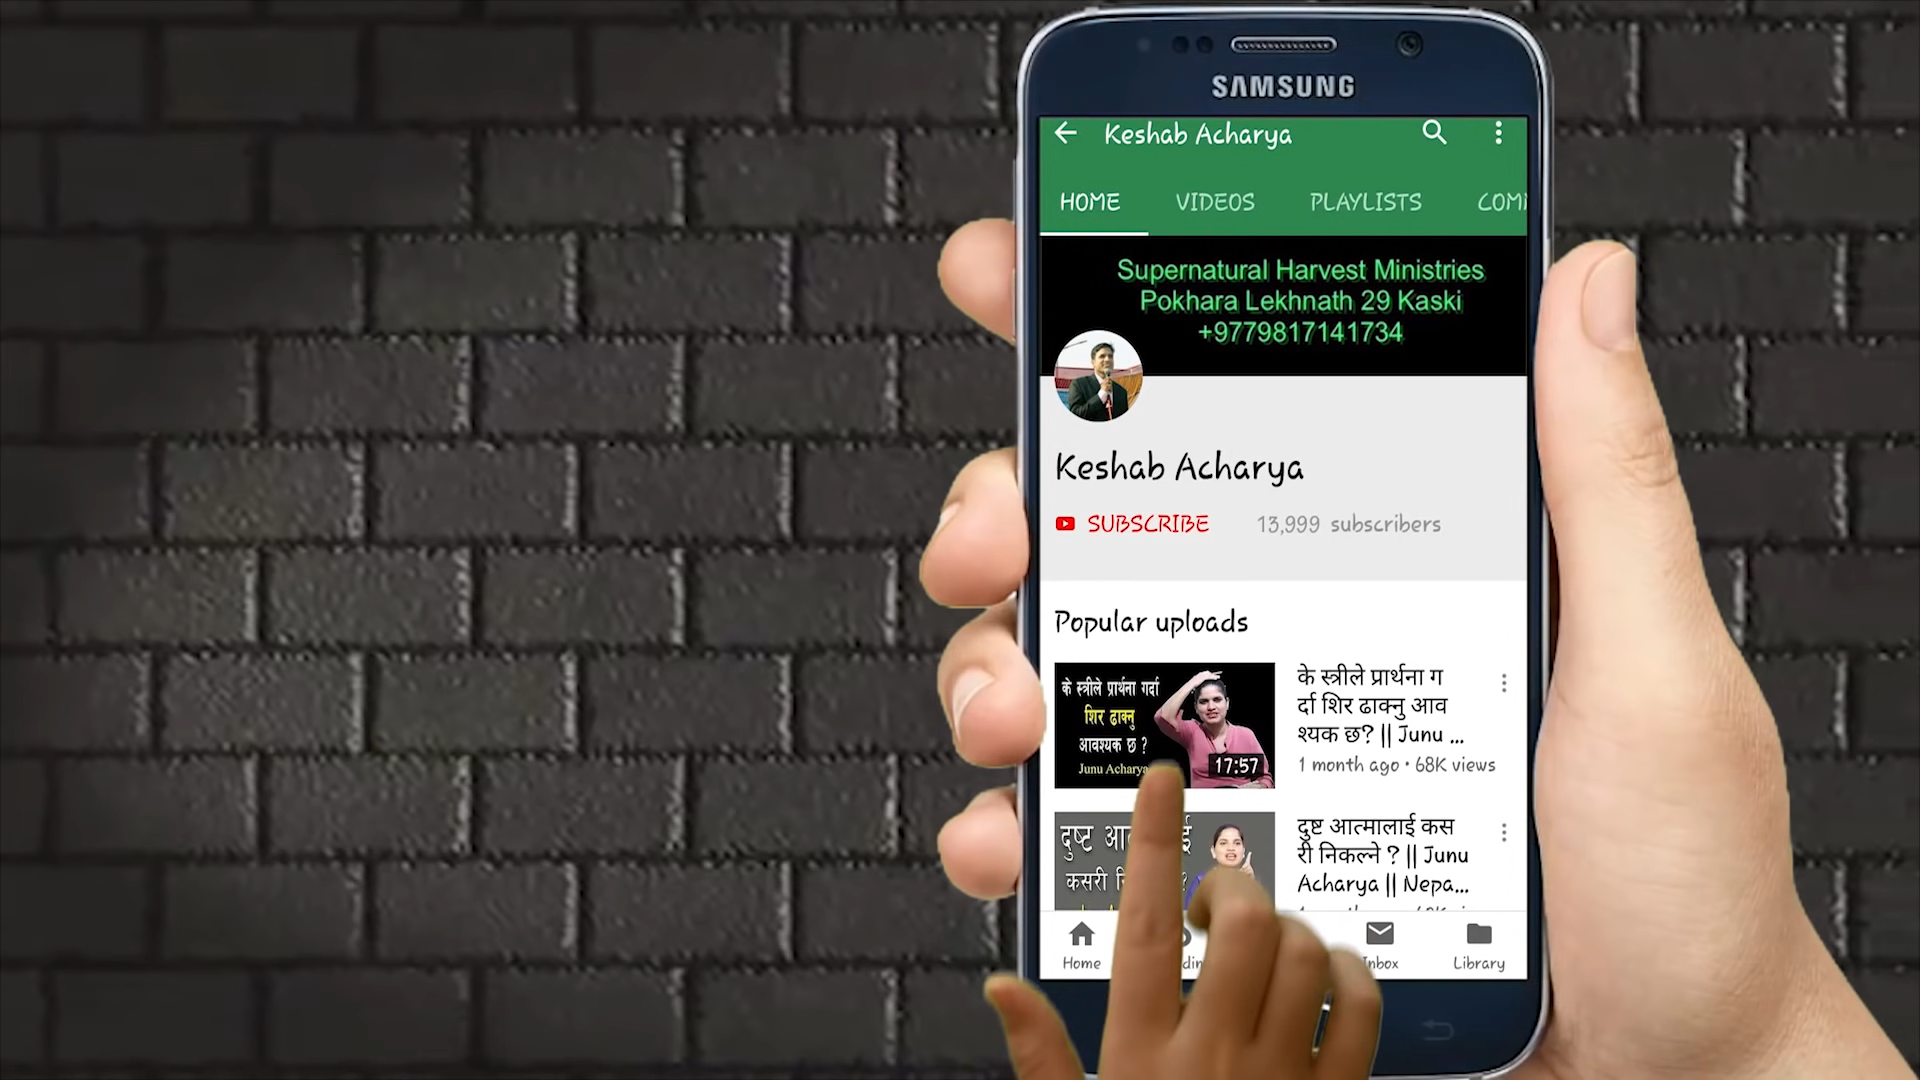 SAMSUNG
Keshab Acharya
HOME VIDEOS PLAYLISTS
Supernatural Harvest Ministries
Pokhara Lekhnath 29 Kaski
+9779817141734
Keshab Acharya
SUBSCRIBE 13,999 subscribers
Popular uploads
के स्त्रीले प्रार्थना गर्दा
शिर ढाक्नु
आवश्यक छ ?
Junu Acharya
17:57
के स्त्रीले प्रार्थना ग
र्दा शिर ढाक्नु आव
श्यक छ? || Junu ...
1 month ago • 68K views
दुष्ट
कसरी
दुष्ट आत्मालाई कस
री निकल्ने ? || Junu
Acharya || Nepa...
Home Inbox Library